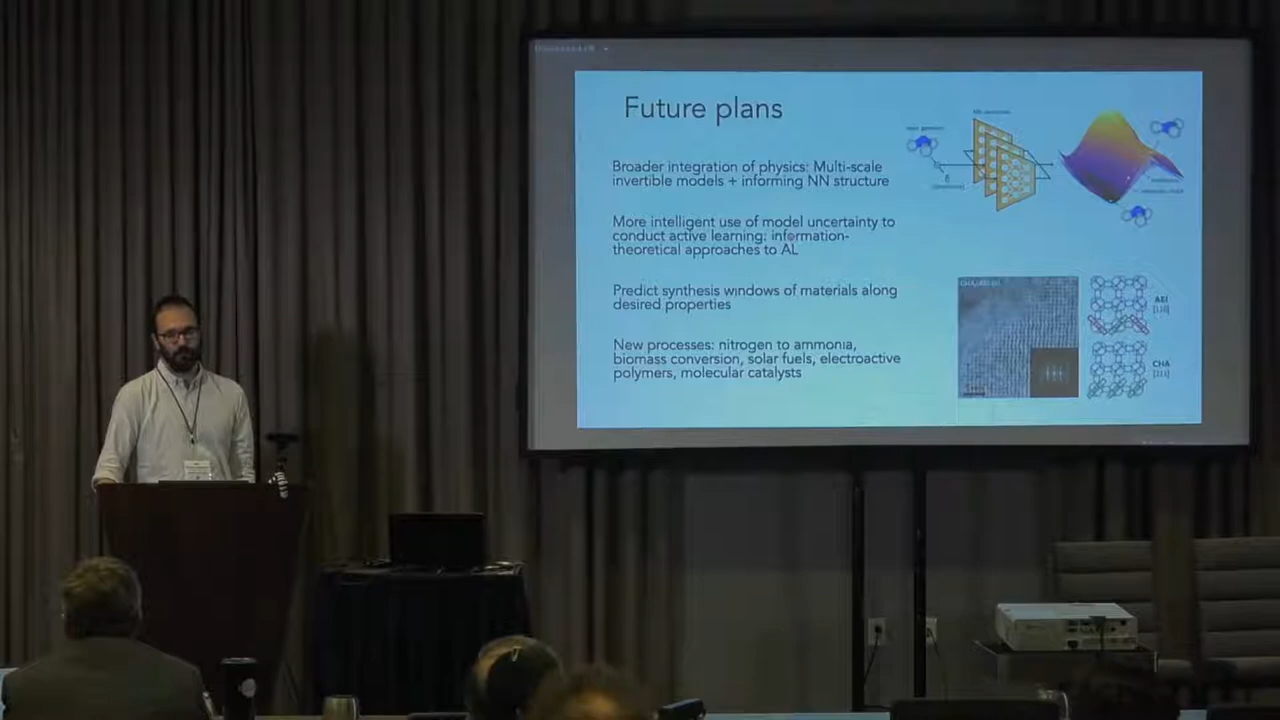 Future plans
Broader integration of physics: Multi-scale
invertible models + informing NN structure
More intelligent use of model uncertainty to
conduct active learning: information-
theoretical approaches to AL
Predict synthesis windows of materials along
desired properties
New processes: nitrogen to ammonia,
biomass conversion, solar fuels, electroactive
polymers, molecular catalysts
AEI
CHA